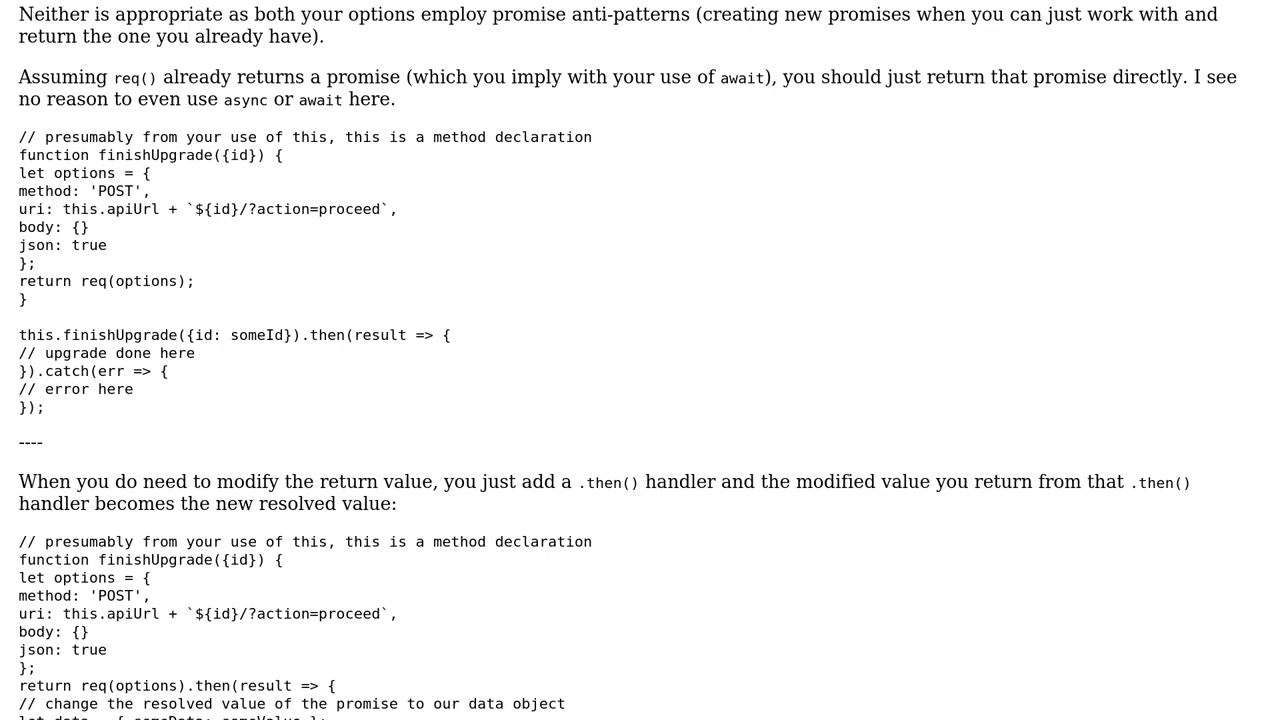 Neither is appropriate as both your options employ promise anti-patterns (creating new promises when you can just work with and
return the one you already have).
Assuming req() already returns a promise (which you imply with your use of await), you should just return that promise directly. I see
no reason to even use async or await here.
// presumably from your use of this, this is a method declaration
function finishUpgrade({id}) {
let options = {
method: 'POST',
uri: this.apiUrl + `${id}/?action=proceed`,
body: {}
json: true
};
return req(options);
}
this.finishUpgrade({id: someId}).then(result => {
// upgrade done here
}).catch(err => {
// error here
});
----
When you do need to modify the return value, you just add a .then() handler and the modified value you return from that .then()
handler becomes the new resolved value:
// presumably from your use of this, this is a method declaration
function finishUpgrade({id}) {
let options = {
method: 'POST',
uri: this.apiUrl + `${id}/?action=proceed`,
body: {}
json: true
};
return req(options).then(result => {
// change the resolved value of the promise to our data object